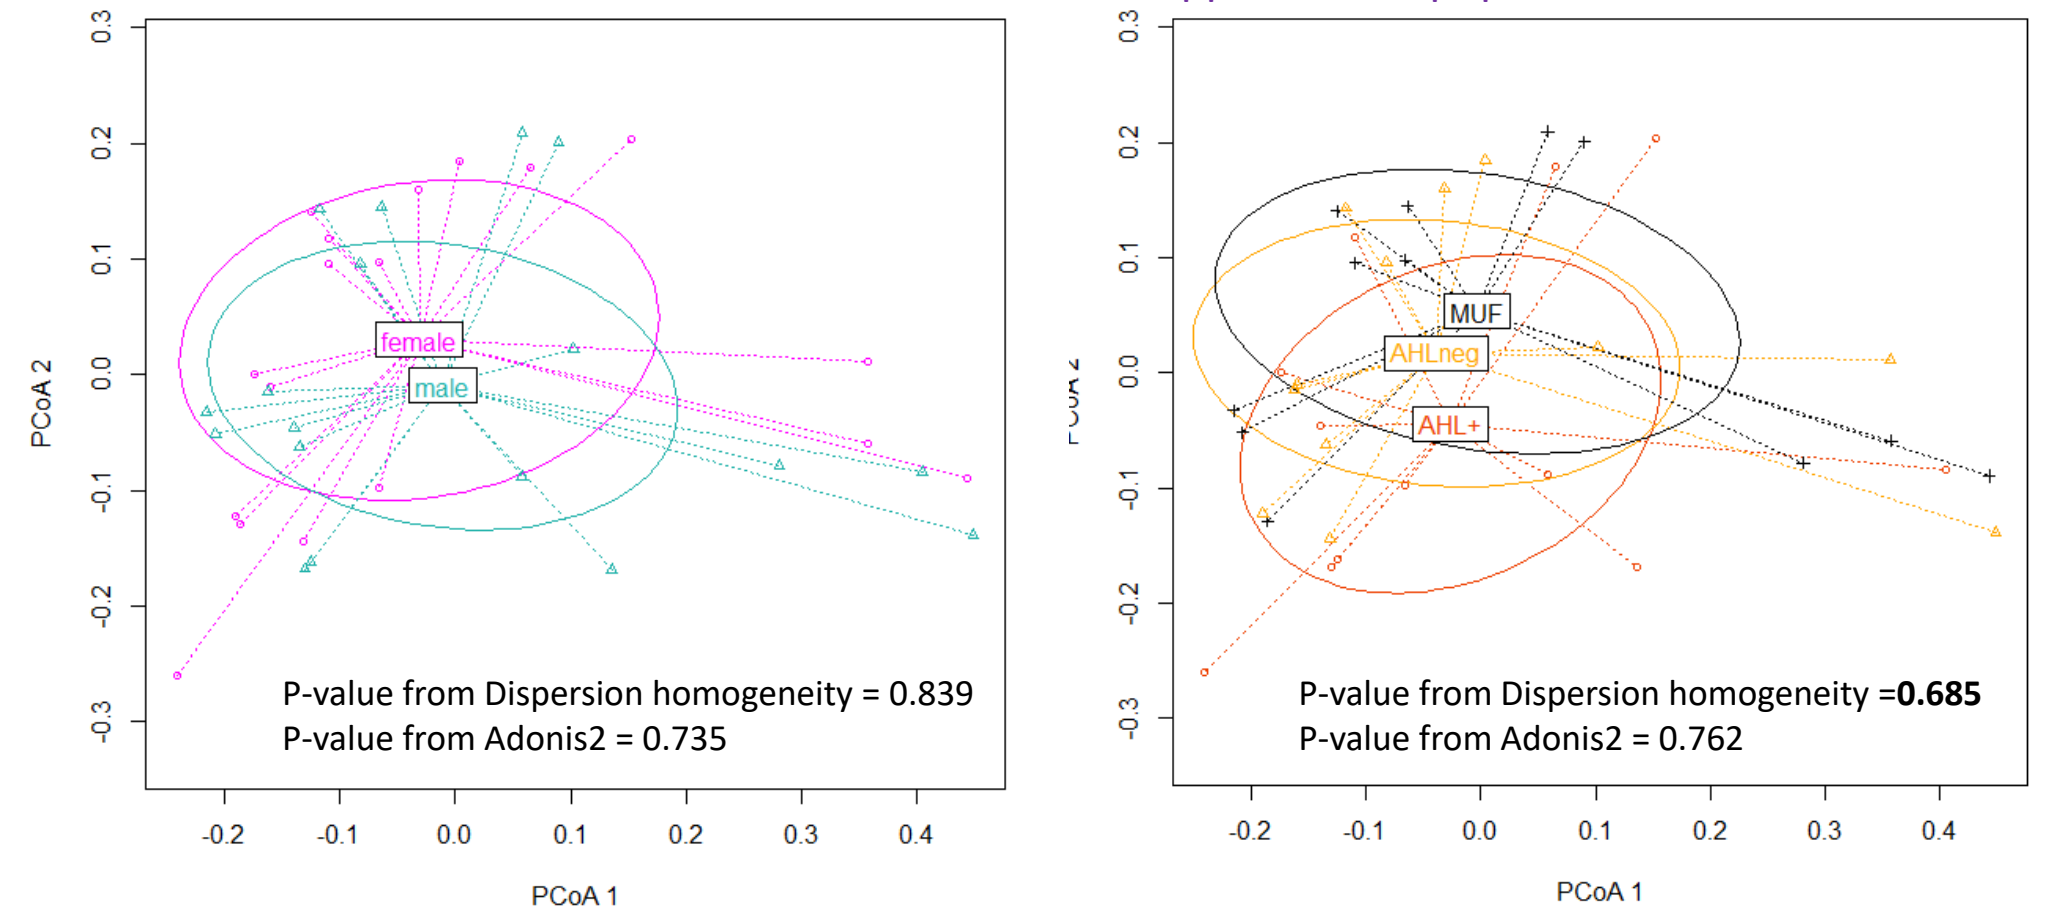 0.3
0.2
0.1
0.0
-0.1
-0.2
-0.3
PCoA 2
female
male
P-value from Dispersion homogeneity = 0.839
P-value from Adonis2 = 0.735
-0.2 -0.1 0.0 0.1 0.2 0.3 0.4
PCoA 1
0.3
0.2
0.1
0.0
-0.1
-0.2
-0.3
MUF
AHLneg
AHL+
P-value from Dispersion homogeneity =0.685
P-value from Adonis2 = 0.762
-0.2 -0.1 0.0 0.1 0.2 0.3 0.4
PCoA 1